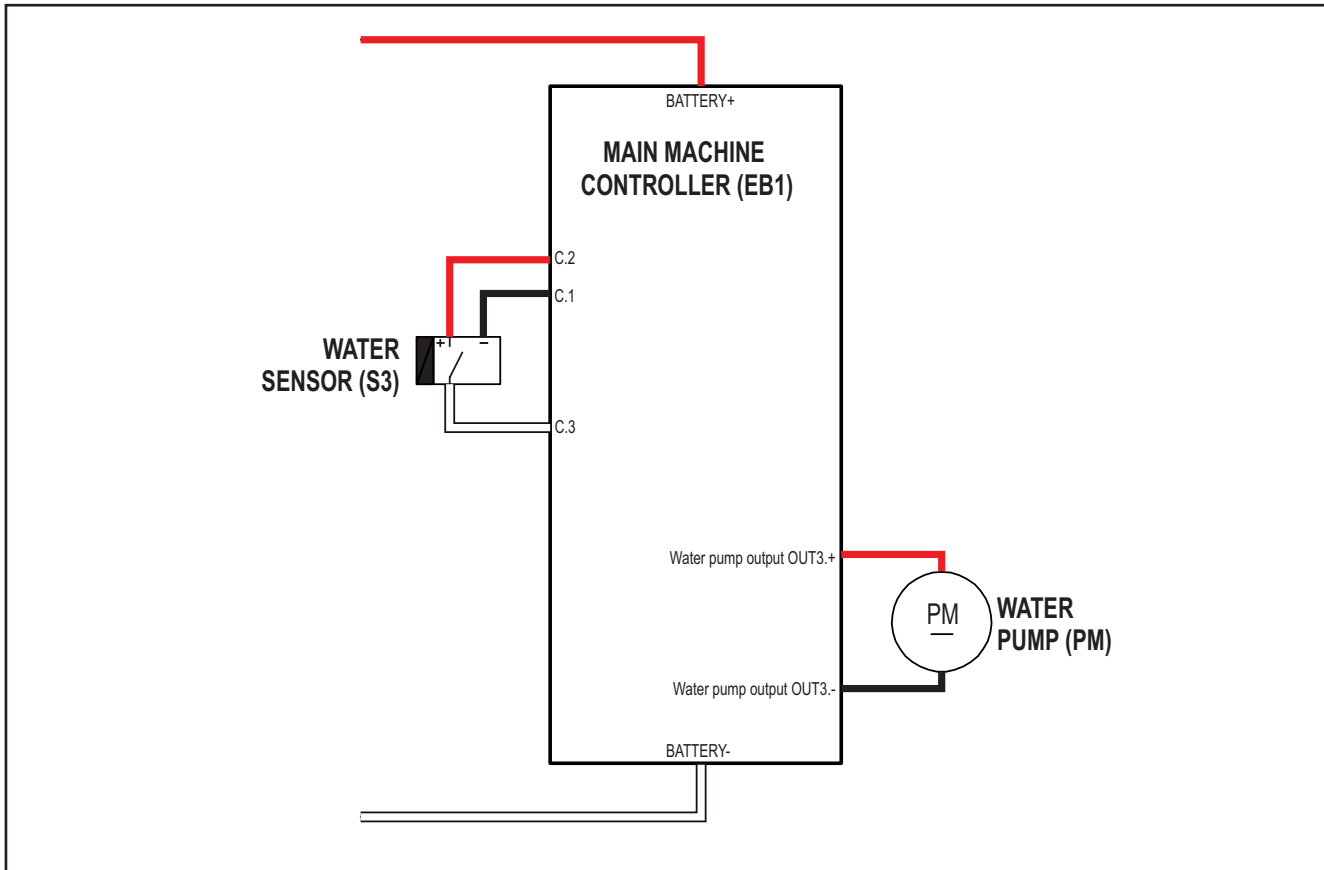 BATTERY+
MAIN MACHINE
CONTROLLER (EB1)
C.2
C.1
WATER
SENSOR (S3)
+
–
C.3
Water pump output OUT3.+
PM
WATER
PUMP (PM)
Water pump output OUT3.-
BATTERY-